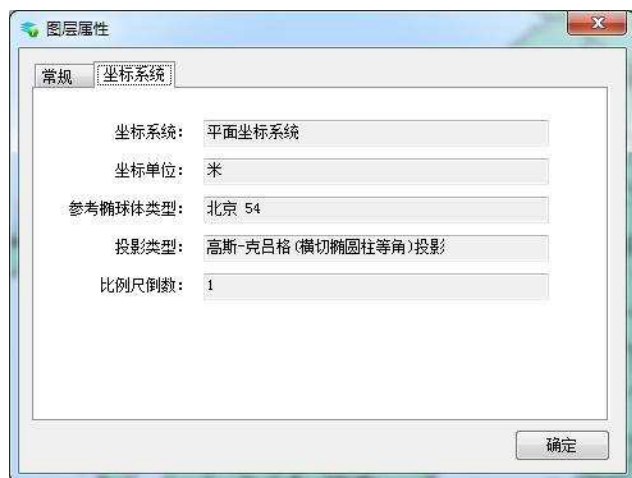 图层属性
常规 坐标系统
坐标系统: 平面坐标系统
坐标单位: 米
参考椭球体类型: 北京 54
投影类型: 高斯-克吕格(横切椭圆柱等角)投影
比例尺倒数: 1
确定